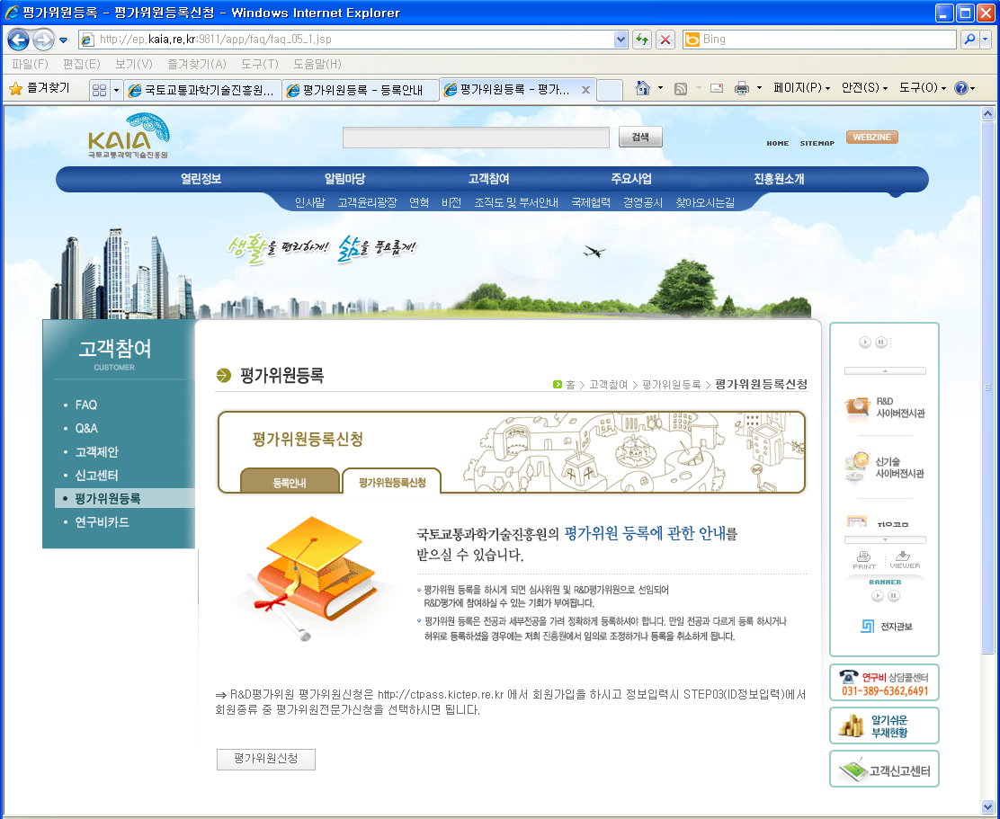 평가위원등록 - 평가위원등록신청 - Windows Internet Explorer
http://ep.kaia.re.kr:9811/app/faq/faq_05_1.jsp
Bing
파일(F) 편집(E) 보기(V) 즐겨찾기(A) 도구(T) 도움말(H)
즐겨찾기 국토교통과학기술진흥원... 평가위원등록 - 등록안내 평가위원등록 - 평가... 페이지(P) 안전(S) 도구(O)
KAIA
국토교통과학기술진흥원
검색
HOME SITEMAP WEBZINE
열린정보 알림마당 고객참여 주요사업 진흥원소개
인사말 고객윤리광장 연혁 비전 조직도 및 부서안내 국제협력 경영공시 찾아오시는길
생활을 편리하게! 삶을 풍요롭게!
고객참여
CUSTOMER
FAQ
Q&A
고객제안
신고센터
평가위원등록
연구비카드
평가위원등록
홈 > 고객참여 > 평가위원등록 > 평가위원등록신청
평가위원등록신청
등록안내 평가위원등록신청
국토교통과학기술진흥원의 평가위원 등록에 관한 안내를
받으실 수 있습니다.
평가위원 등록을 하시게 되면 심사위원 및 R&D평가위원으로 선임되어
R&D평가에 참여하실 수 있는 기회가 부여됩니다.
평가위원 등록은 전공과 세부전공을 가려 정확하게 등록하셔야 합니다. 만일 전공과 다르게 등록 하시거나
허위로 등록하셨을 경우에는 저희 진흥원에서 임의로 조정하거나 등록을 취소하게 됩니다.
⇒ R&D평가위원 평가위원신청은 http://ctpass.kictep.re.kr 에서 회원가입을 하시고 정보입력시 STEP03(ID정보입력)에서
회원종류 중 평가위원전문가신청을 선택하시면 됩니다.
평가위원신청
R&D
사이버전시관
신기술
사이버전시관
자유공모
PRINT VIEWER
BANNER
전자관보
연구비 상담콜센터
031-389-6362,6491
알기쉬운
부채현황
고객신고센터